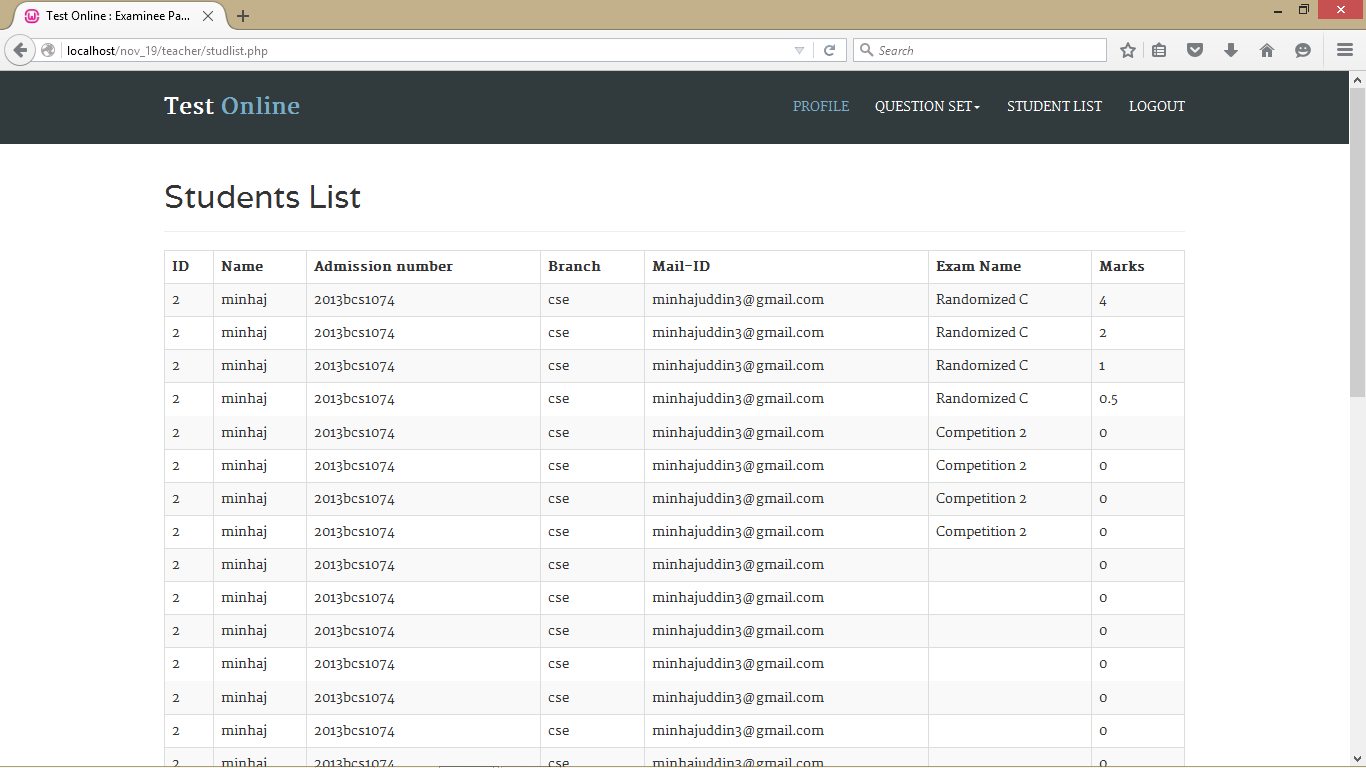 Test Online : Examinee Pa...
localhost/nov_19/teacher/studlist.php
Search
Test Online
PROFILE QUESTION SET STUDENT LIST LOGOUT
Students List
ID Name Admission number Branch Mail-ID Exam Name Marks
2 minhaj 2013bcs1074 cse minhajuddin3@gmail.com Randomized C 4
2 minhaj 2013bcs1074 cse minhajuddin3@gmail.com Randomized C 2
2 minhaj 2013bcs1074 cse minhajuddin3@gmail.com Randomized C 1
2 minhaj 2013bcs1074 cse minhajuddin3@gmail.com Randomized C 0.5
2 minhaj 2013bcs1074 cse minhajuddin3@gmail.com Competition 2 0
2 minhaj 2013bcs1074 cse minhajuddin3@gmail.com Competition 2 0
2 minhaj 2013bcs1074 cse minhajuddin3@gmail.com Competition 2 0
2 minhaj 2013bcs1074 cse minhajuddin3@gmail.com Competition 2 0
2 minhaj 2013bcs1074 cse minhajuddin3@gmail.com 0
2 minhaj 2013bcs1074 cse minhajuddin3@gmail.com 0
2 minhaj 2013bcs1074 cse minhajuddin3@gmail.com 0
2 minhaj 2013bcs1074 cse minhajuddin3@gmail.com 0
2 minhaj 2013bcs1074 cse minhajuddin3@gmail.com 0
2 minhaj 2013bcs1074 cse minhajuddin3@gmail.com 0
2 minhaj 2013bcs1074 cse minhajuddin3@gmail.com 0